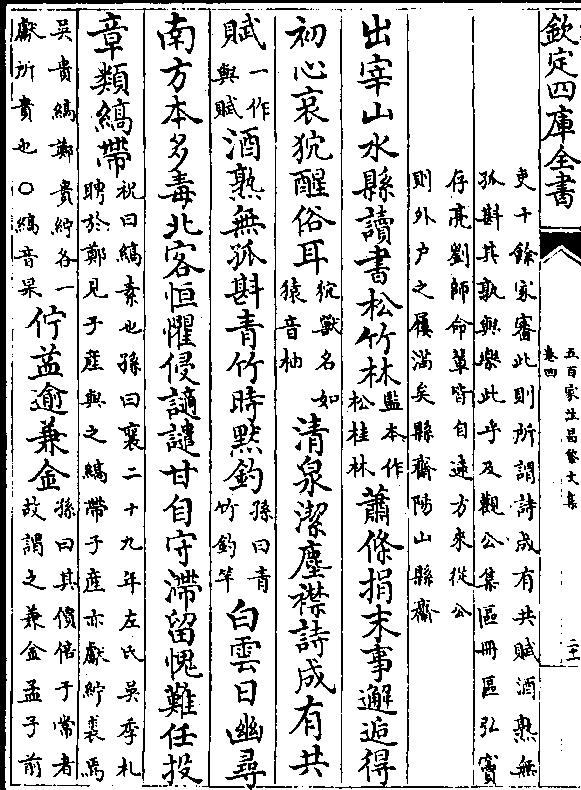 欽定四庫全書
五百家注昌黎文集
卷四
吏十餘家審此則所謂詩成有共賦酒熟無
孤斟其孰與樂此乎及觀公集區冊區弘竇
存亮劉師命輩皆自遠方來從公
則外户之屨滿矣縣齋陽山縣齋
出宰山水縣讀書松竹林監本作松桂林蕭條捐末事邂逅得
初心哀狖醒俗耳狖獸名如猿音柚清泉潔塵襟詩成有共
賦一作與賦酒熟無孤斟青竹時默釣孫曰青竹釣竿白雲日幽尋
南方本多毒北客恒懼侵謫譴甘自守滯留愧難任投
章類縞帶祝曰縞素也孫曰襄二十九年左氏吳季札聘於鄭見子産與之縞帶子産亦獻紵裘焉
吳貴縞鄭貴紵各一獻所貴也○縞音杲佇荅逾兼金孫曰其價倍于常者故謂之兼金孟子前